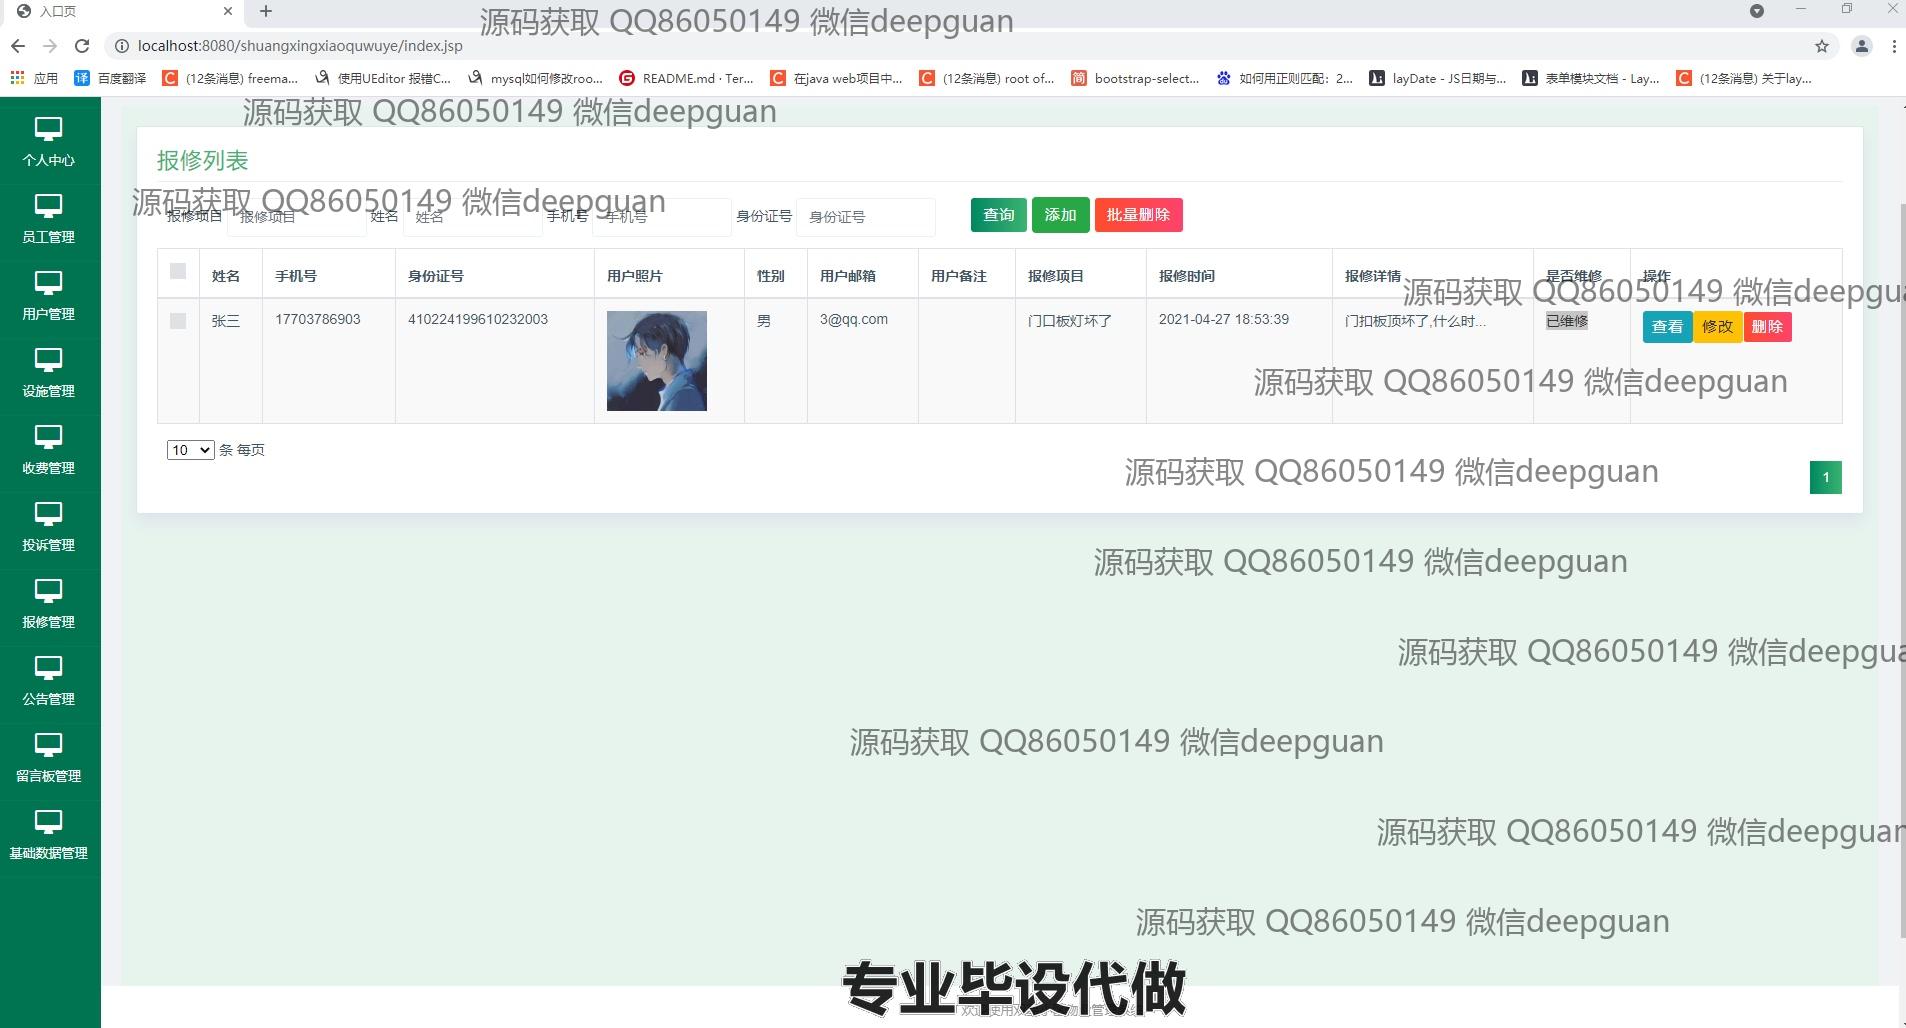 入口页
源码获取 QQ86050149 微信deepguan
localhost:8080/shuangxingxiaoquwuye/index.jsp
应用 百度翻译 (12条消息) freema... 使用UEditor 报错C... mysql如何修改roo... README.md · Ter... 在java web项目中... (12条消息) root of... bootstrap-select... 如何用正则匹配：2... layDate - JS日期与... 表单模块文档 - Lay... (12条消息) 关于lay...
源码获取 QQ86050149 微信deepguan
个人中心
员工管理
用户管理
设施管理
收费管理
投诉管理
报修管理
公告管理
留言板管理
基础数据管理
报修列表
源码获取 QQ86050149 微信deepguan
报修项目 报修项目 姓名 姓名 手机号 手机号 身份证号 身份证号 查询 添加 批量删除
姓名 手机号 身份证号 用户照片 性别 用户邮箱 用户备注 报修项目 报修时间 报修详情 是否维修 操作
源码获取 QQ86050149 微信deepgua
张三 17703786903 410224199610232003 男 3@qq.com 门口板灯坏了 2021-04-27 18:53:39 门扣板顶坏了,什么时... 已维修 查看 修改 删除
源码获取 QQ86050149 微信deepguan
10 条 每页
源码获取 QQ86050149 微信deepguan
1
源码获取 QQ86050149 微信deepguan
源码获取 QQ86050149 微信deepgua
源码获取 QQ86050149 微信deepguan
源码获取 QQ86050149 微信deepguan
源码获取 QQ86050149 微信deepguan
专业毕设代做